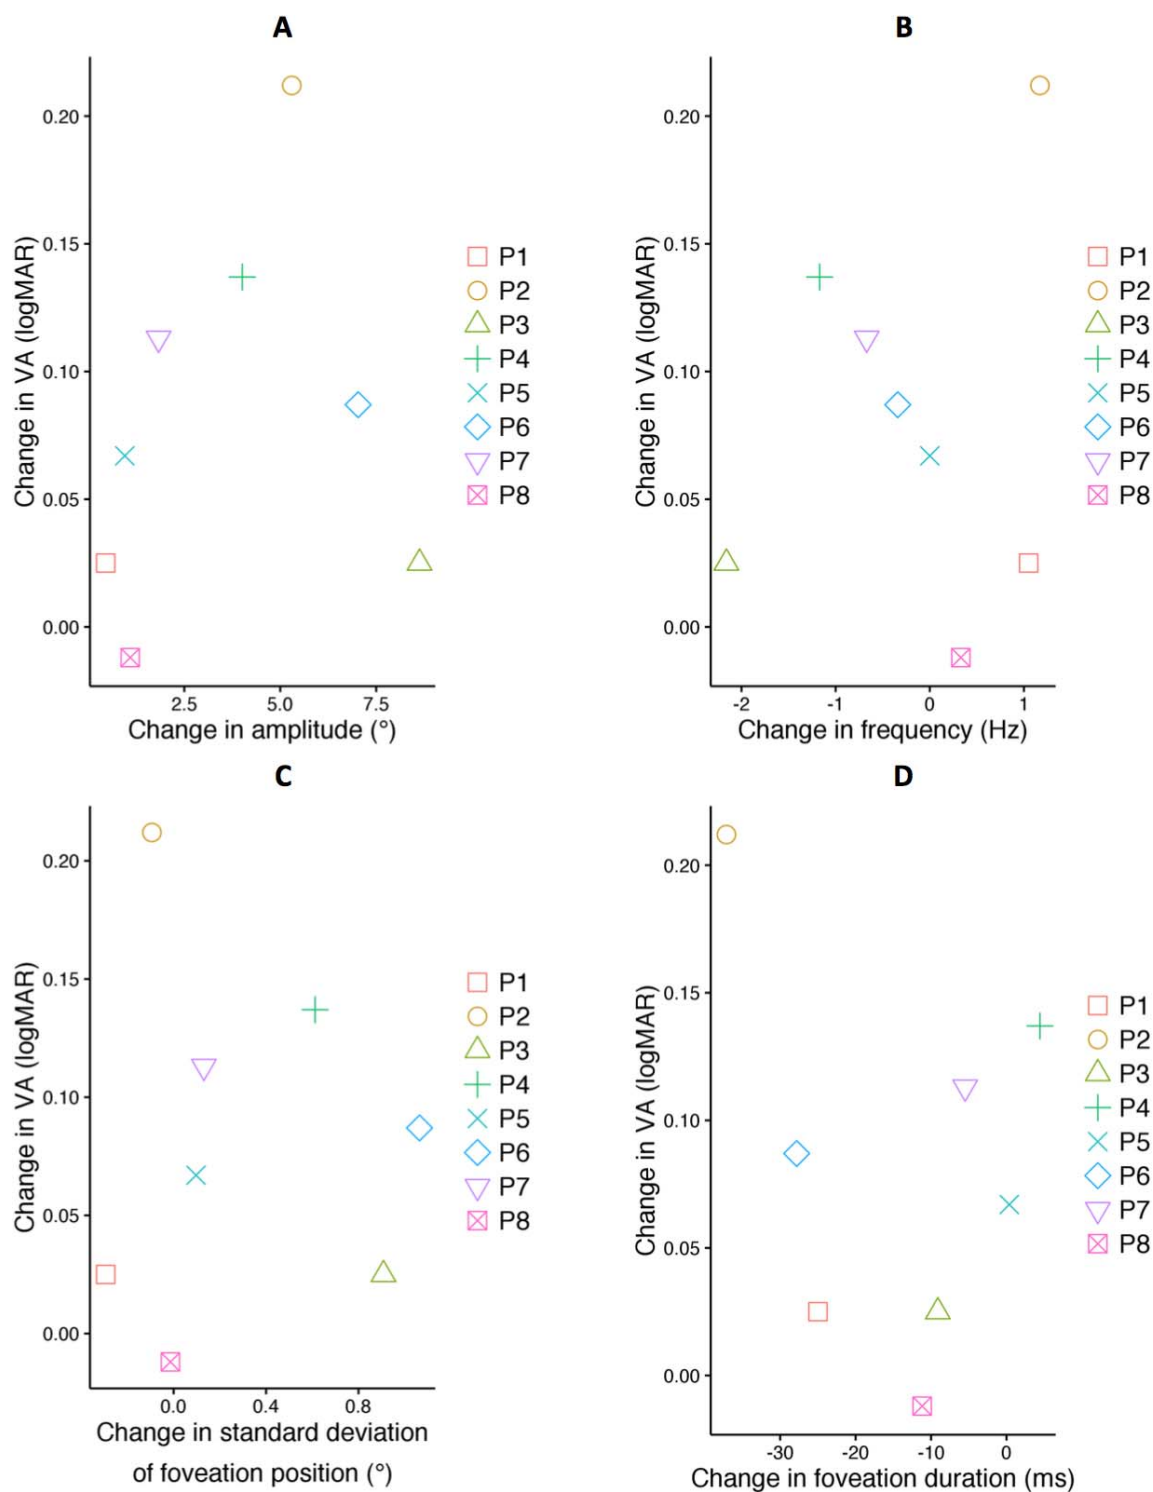 A
0.20
0.15
0.10
0.05
0.00
Change in VA (logMAR)
2.5 5.0 7.5
Change in amplitude (°)
P1
P2
P3
P4
P5
P6
P7
P8
B
0.20
0.15
0.10
0.05
0.00
Change in VA (logMAR)
-2 -1 0 1
Change in frequency (Hz)
P1
P2
P3
P4
P5
P6
P7
P8
C
0.20
0.15
0.10
0.05
0.00
Change in VA (logMAR)
0.0 0.4 0.8
Change in standard deviation
of foveation position (°)
P1
P2
P3
P4
P5
P6
P7
P8
D
0.20
0.15
0.10
0.05
0.00
Change in VA (logMAR)
-30 -20 -10 0
Change in foveation duration (ms)
P1
P2
P3
P4
P5
P6
P7
P8